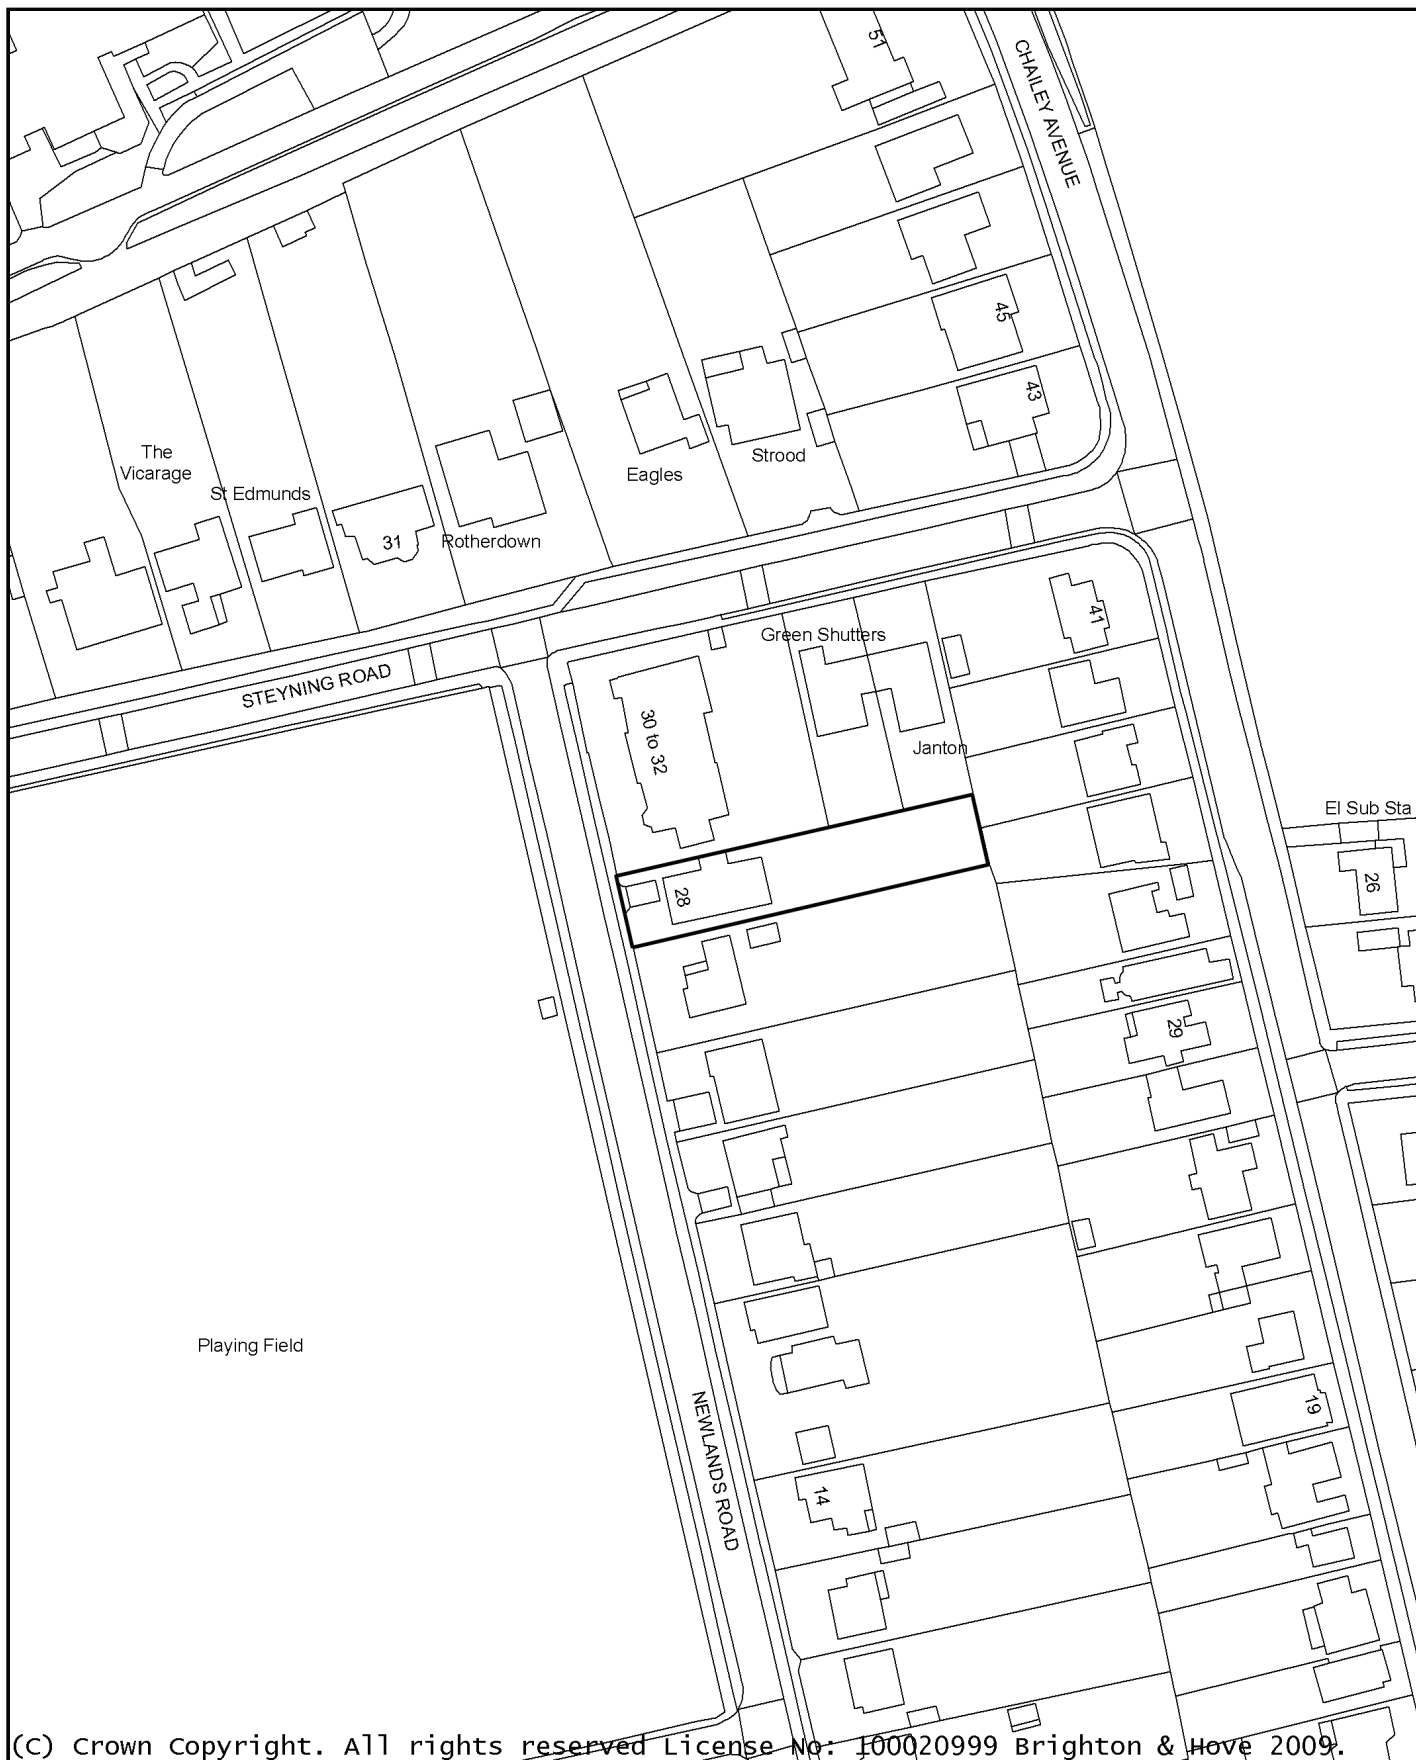 51
CHAILEY AVENUE
45
43
The
Vicarage
St Edmunds
Strood
Eagles
31
Rotherdown
41
Green Shutters
STEYNING ROAD
30 to 32
Janton
El Sub Sta
28
26
29
Playing Field
19
NEWLANDS ROAD
14
(C) Crown Copyright. All rights reserved License No: 100020999 Brighton & Hove 2009.